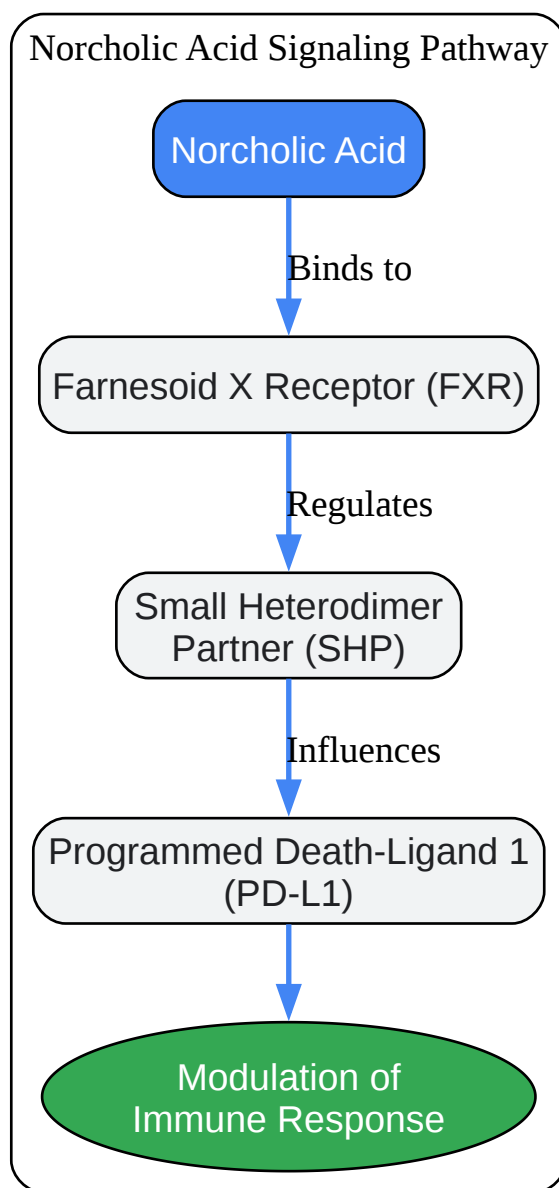 Norcholic Acid Signaling Pathway
Norcholic Acid
Binds to
Farnesoid X Receptor (FXR)
Regulates
Small Heterodimer
Partner (SHP)
Influences
Programmed Death-Ligand 1
(PD-L1)
Modulation of
Immune Response